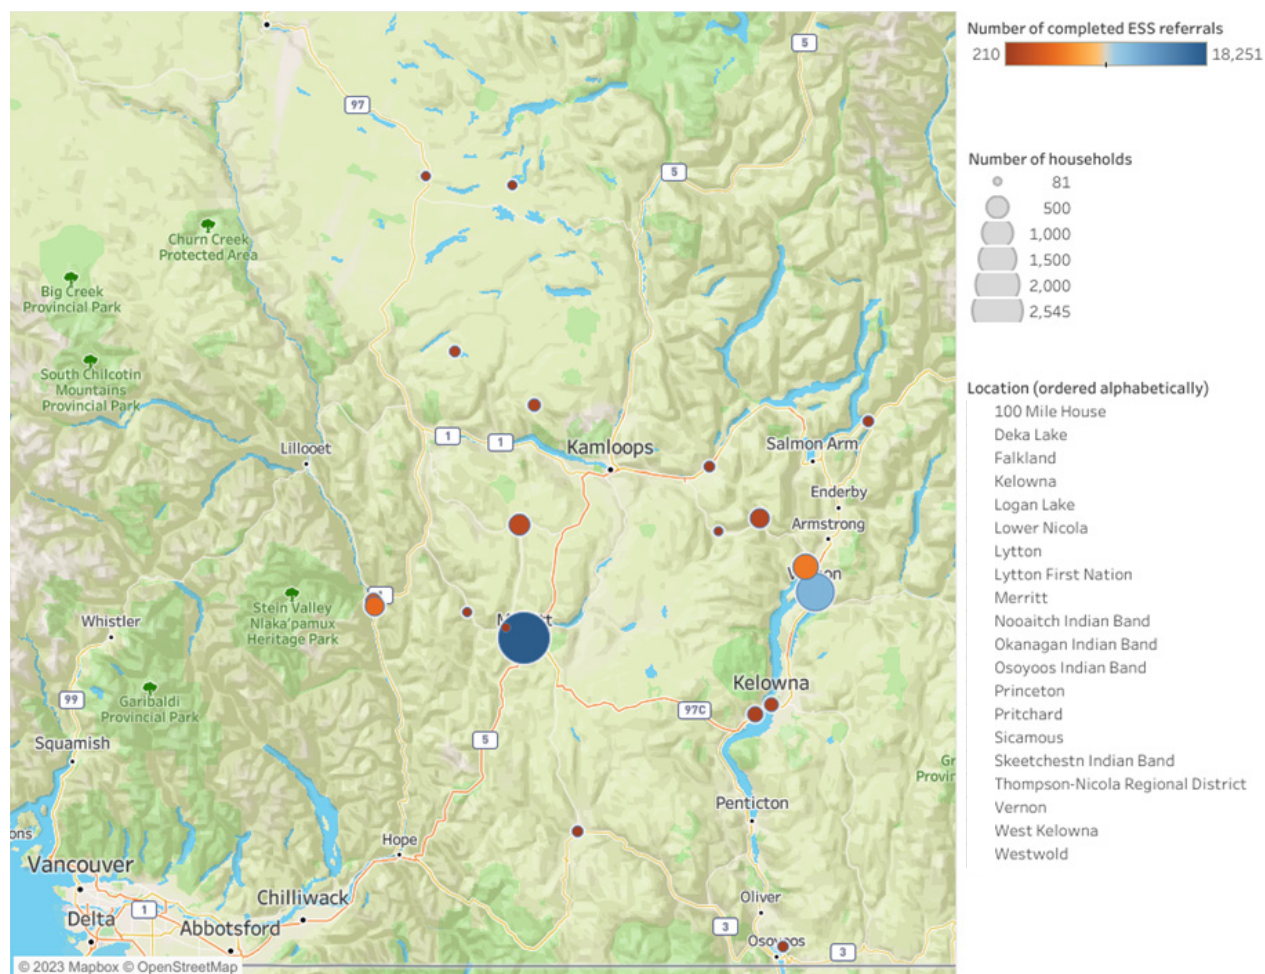 5
97
5
Churn Creek
Protected Area
Big Creek
Provincial Park
South Chilcotin
Mountains
Provincial Park
1
1
Kamloops
Salmon Arm
Lillooet
Enderby
Armstrong
Stein Valley
Nlaka'pamux
Heritage Park
Whistler
Kelowna
99
Garibaldi
Provincial Park
97C
Squamish
5
Penticton
Hope
Vancouver
Chilliwack
Oliver
1
Delta
Abbotsford
3
Osoyoos
3
© 2023 Mapbox © OpenStreetMap
Number of completed ESS referrals
210 18,251
Number of households
81
500
1,000
1,500
2,000
2,545
Location (ordered alphabetically)
100 Mile House
Deka Lake
Falkland
Kelowna
Logan Lake
Lower Nicola
Lytton
Lytton First Nation
Merritt
Nooaitch Indian Band
Okanagan Indian Band
Osoyoos Indian Band
Princeton
Pritchard
Sicamous
Skeetchestn Indian Band
Thompson-Nicola Regional District
Vernon
West Kelowna
Westwold